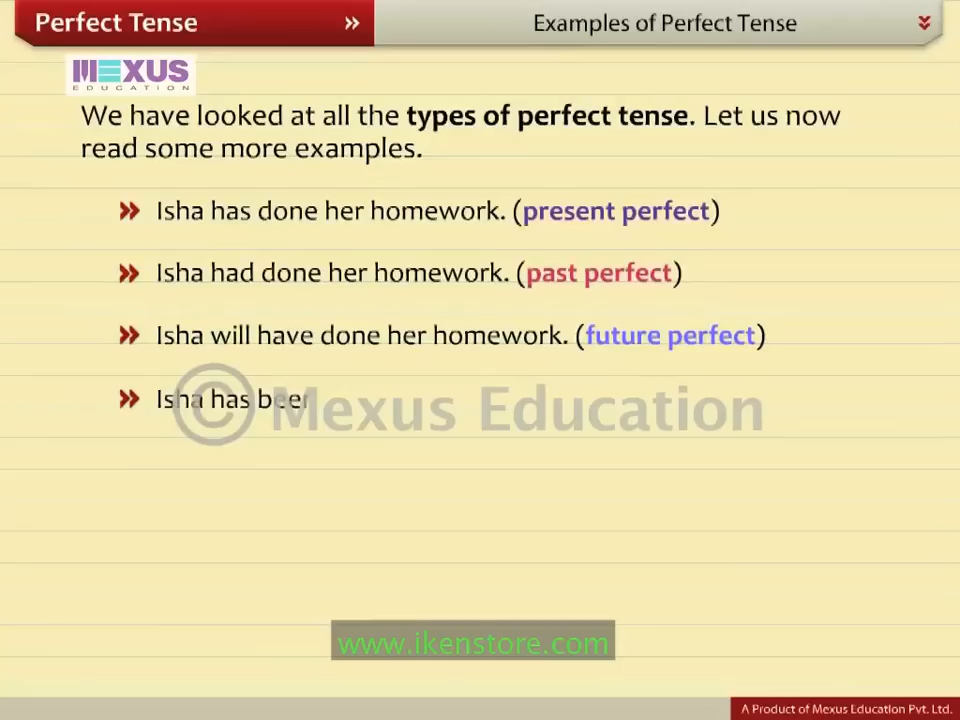 Perfect Tense
Examples of Perfect Tense
MEXUS
EDUCATION
We have looked at all the types of perfect tense. Let us now
read some more examples.
Isha has done her homework. (present perfect)
Isha had done her homework. (past perfect)
Isha will have done her homework. (future perfect)
Isha has
© Mexus Education
www.ikenstore.com
A Product of Mexus Education Pvt. Ltd.